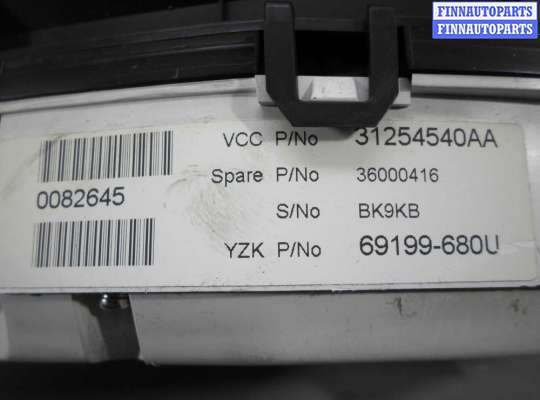 FINNAUTOPARTS
FINNAUTOPARTS
VCC P/No 31254540AA
Spare P/No 36000416
0082645
S/No BK9KB
YZK P/No 69199-680U